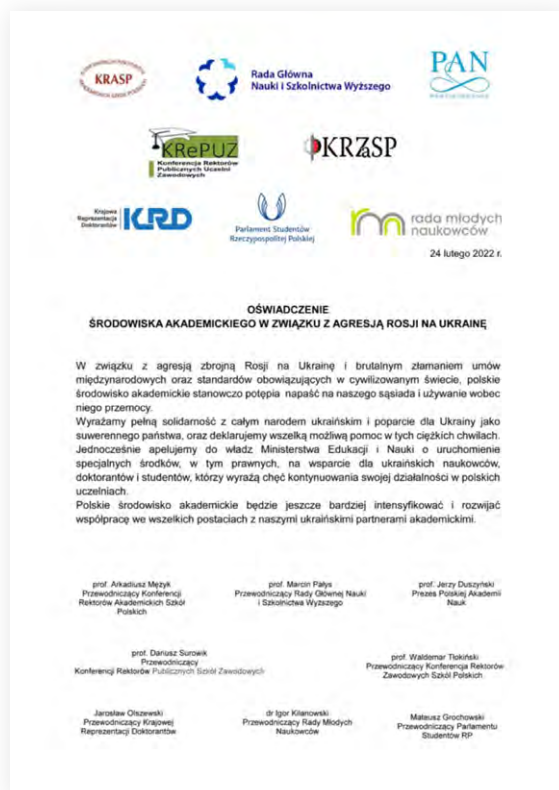 KRASP
Rada Główna
Nauki i Szkolnictwa Wyższego
PAN
KRePUZ
Konferencja Rektorów
Publicznych Uczelni
Zawodowych
KRZaSP
Krajowa
Reprezentacja
Doktorantów
KRD
Parlament Studentów
Rzeczypospolitej Polskiej
rada młodych
naukowców
24 lutego 2022 r.
OŚWIADCZENIE
ŚRODOWISKA AKADEMICKIEGO W ZWIĄZKU Z AGRESJĄ ROSJI NA UKRAINĘ
W związku z agresją zbrojną Rosji na Ukrainę i brutalnym złamaniem umów
międzynarodowych oraz standardów obowiązujących w cywilizowanym świecie, polskie
środowisko akademickie stanowczo potępia napaść na naszego sąsiada i używanie wobec
niego przemocy.
Wyrażamy pełną solidarność z całym narodem ukraińskim i poparcie dla Ukrainy jako
suwerennego państwa, oraz deklarujemy wszelką możliwą pomoc w tych ciężkich chwilach.
Jednocześnie apelujemy do władz Ministerstwa Edukacji i Nauki o uruchomienie
specjalnych środków, w tym prawnych, na wsparcie dla ukraińskich naukowców,
doktorantów i studentów, którzy wyrażą chęć kontynuowania swojej działalności w polskich
uczelniach.
Polskie środowisko akademickie będzie jeszcze bardziej intensyfikować i rozwijać
współpracę we wszelkich postaciach z naszymi ukraińskimi partnerami akademickimi.
prof. Arkadiusz Mężyk
Przewodniczący Konferencji
Rektorów Akademickich Szkół
Polskich
prof. Marcin Pałys
Przewodniczący Rady Głównej Nauki
i Szkolnictwa Wyższego
prof. Jerzy Duszyński
Prezes Polskiej Akademii
Nauk
prof. Dariusz Surowik
Przewodniczący
Konferencji Rektorów Publicznych Szkół Zawodowych
prof. Waldemar Tłokiński
Przewodniczący Konferencja Rektorów
Zawodowych Szkół Polskich
Jarosław Olszewski
Przewodniczący Krajowej
Reprezentacji Doktorantów
dr Igor Kilanowski
Przewodniczący Rady Młodych
Naukowców
Mateusz Grochowski
Przewodniczący Parlamentu
Studentów RP